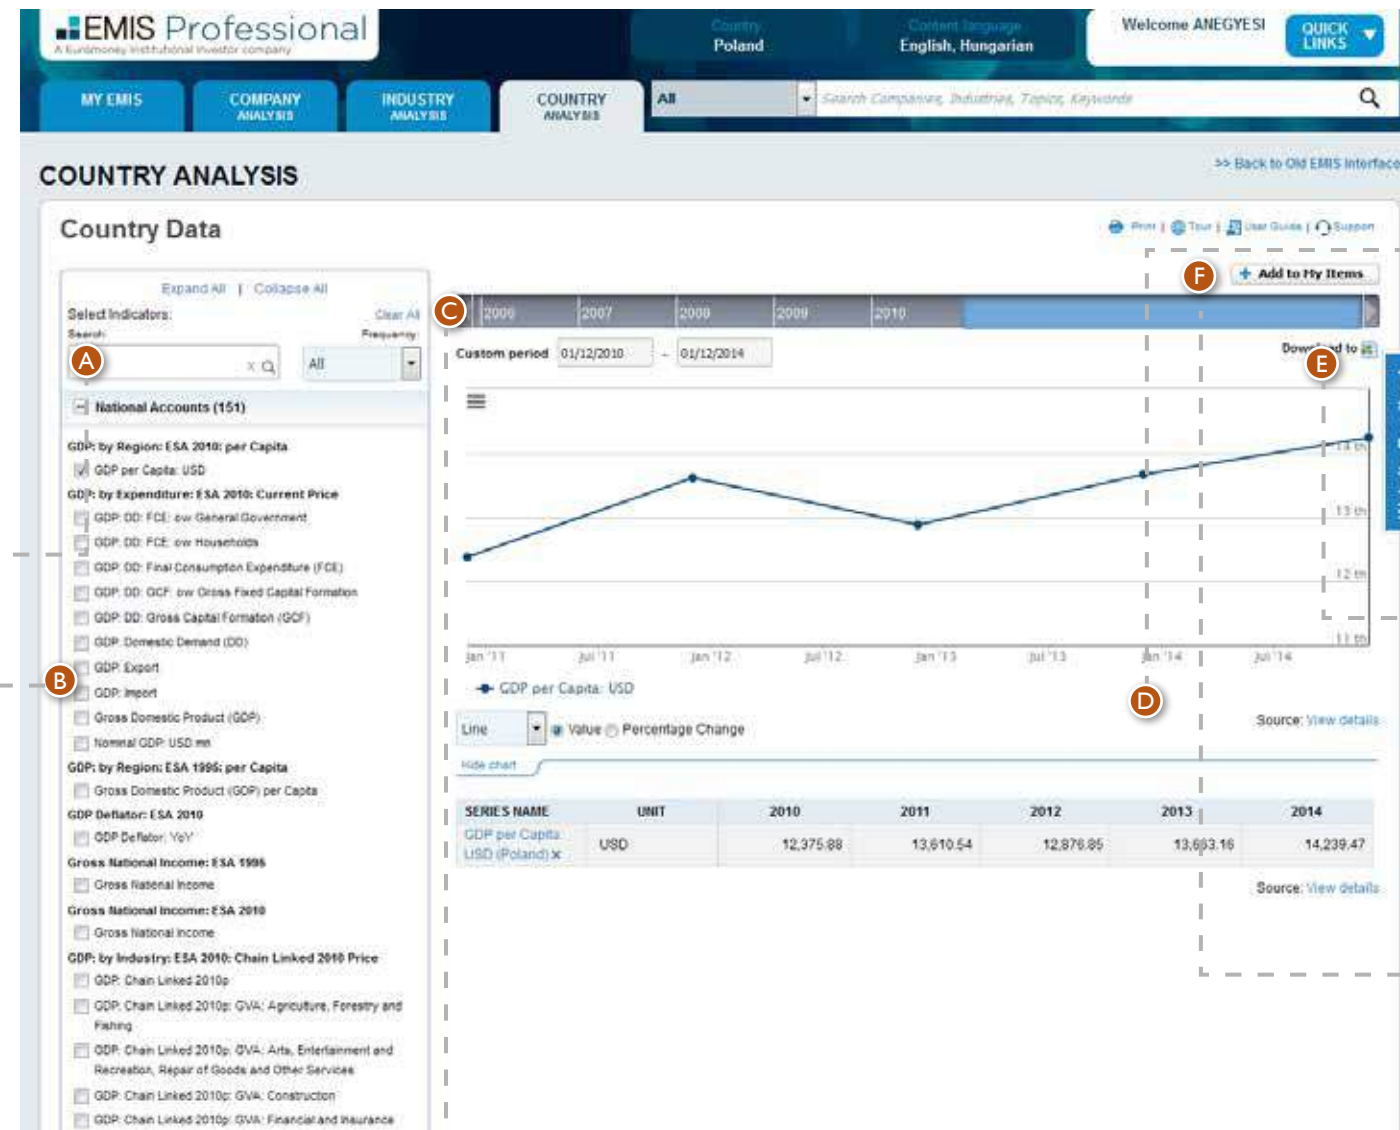 EMIS Professional
A Euromoney Institutional Investor company
Country
Poland
Content language
English, Hungarian
Welcome ANEGYESI
QUICK LINKS
MY EMIS
COMPANY ANALYSIS
INDUSTRY ANALYSIS
COUNTRY ANALYSIS
All
Search Companies, Industries, Topics, Keywords
>> Back to Old EMIS Interface
COUNTRY ANALYSIS
Country Data
Print | Tour | User Guide | Support
F
+ Add to My Items
Expand All | Collapse All
Select Indicators:
Clear All
Search:
Frequency:
A
x
All
C
2006 2007 2008 2009 2010
Custom period 01/12/2010 - 01/12/2014
Download to
E
National Accounts (151)
GDP: by Region: ESA 2010: per Capita
GDP per Capita: USD
GDP: by Expenditure: ESA 2010: Current Price
GDP: DD: FCE: ow General Government
GDP: DD: FCE: ow Households
GDP: DD: Final Consumption Expenditure (FCE)
GDP: DD: GCF: ow Gross Fixed Capital Formation
GDP: DD: Gross Capital Formation (GCF)
GDP: Domestic Demand (DD)
GDP: Export
B
GDP: Import
Gross Domestic Product (GDP)
Nominal GDP: USD mn
GDP: by Region: ESA 1995: per Capita
Gross Domestic Product (GDP) per Capita
GDP Deflator: ESA 2010
GDP Deflator: YoY
Gross National Income: ESA 1995
Gross National Income
Gross National Income: ESA 2010
Gross National Income
GDP: by Industry: ESA 2010: Chain Linked 2010 Price
GDP: Chain Linked 2010p
GDP: Chain Linked 2010p: GVA: Agriculture, Forestry and
Fishing
GDP: Chain Linked 2010p: GVA: Arts, Entertainment and
Recreation, Repair of Goods and Other Services
GDP: Chain Linked 2010p: GVA: Construction
GDP: Chain Linked 2010p: GVA: Financial and Insurance
14 th
13 th
12 th
11 th
Jan '11 Jul '11 Jan '12 Jul '12 Jan '13 Jul '13 Jan '14 Jul '14
GDP per Capita: USD
D
Line
Value Percentage Change
Source: View details
Hide chart
SERIES NAME UNIT 2010 2011 2012 2013 2014
GDP per Capita: USD (Poland) x USD 12,375.88 13,610.54 12,876.85 13,663.16 14,239.47
Source: View details